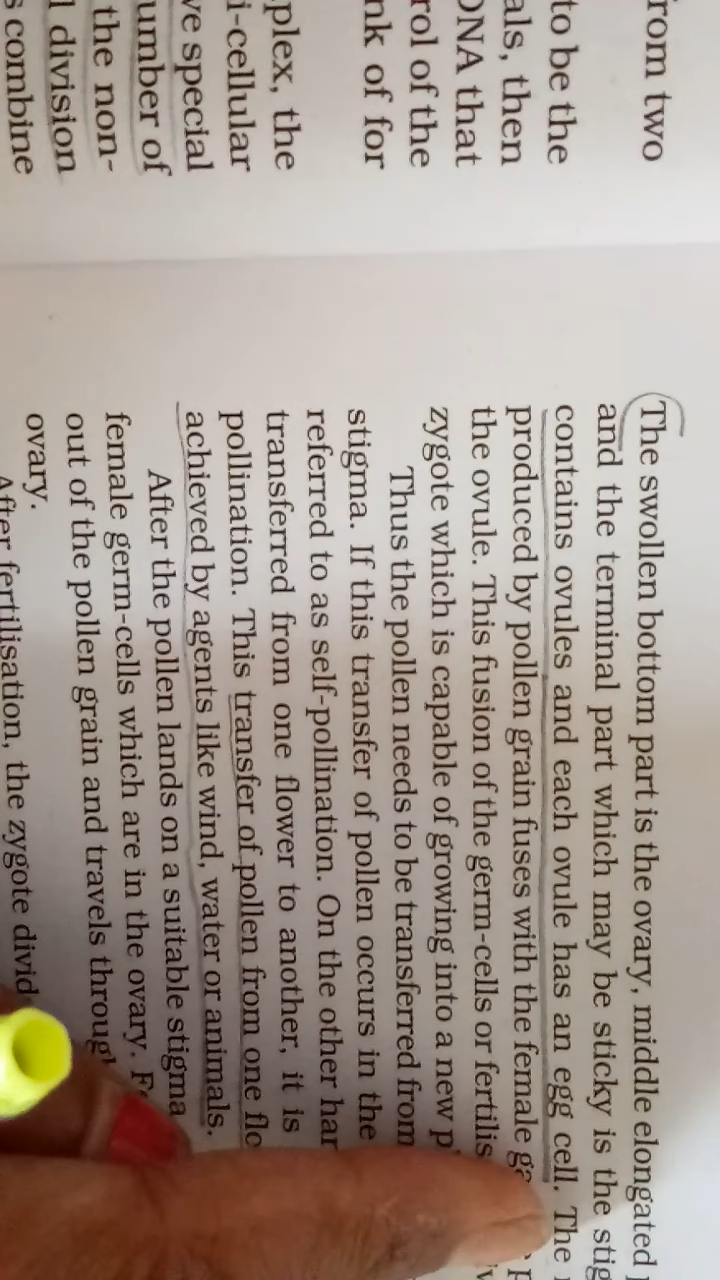 rom two
to be the
als, then
DNA that
rol of the
nk of for
plex, the
i-cellular
ve special
umber of
the non-
division
s combine
The swollen bottom part is the ovary, middle elongated
and the terminal part which may be sticky is the stig
contains ovules and each ovule has an egg cell. The
produced by pollen grain fuses with the female ga
the ovule. This fusion of the germ-cells or fertilis
zygote which is capable of growing into a new p
Thus the pollen needs to be transferred from
stigma. If this transfer of pollen occurs in the
referred to as self-pollination. On the other har
transferred from one flower to another, it is
pollination. This transfer of pollen from one flo
achieved by agents like wind, water or animals.
After the pollen lands on a suitable stigma
female germ-cells which are in the ovary. F
out of the pollen grain and travels throug
ovary.
After fertilisation, the zygote divid